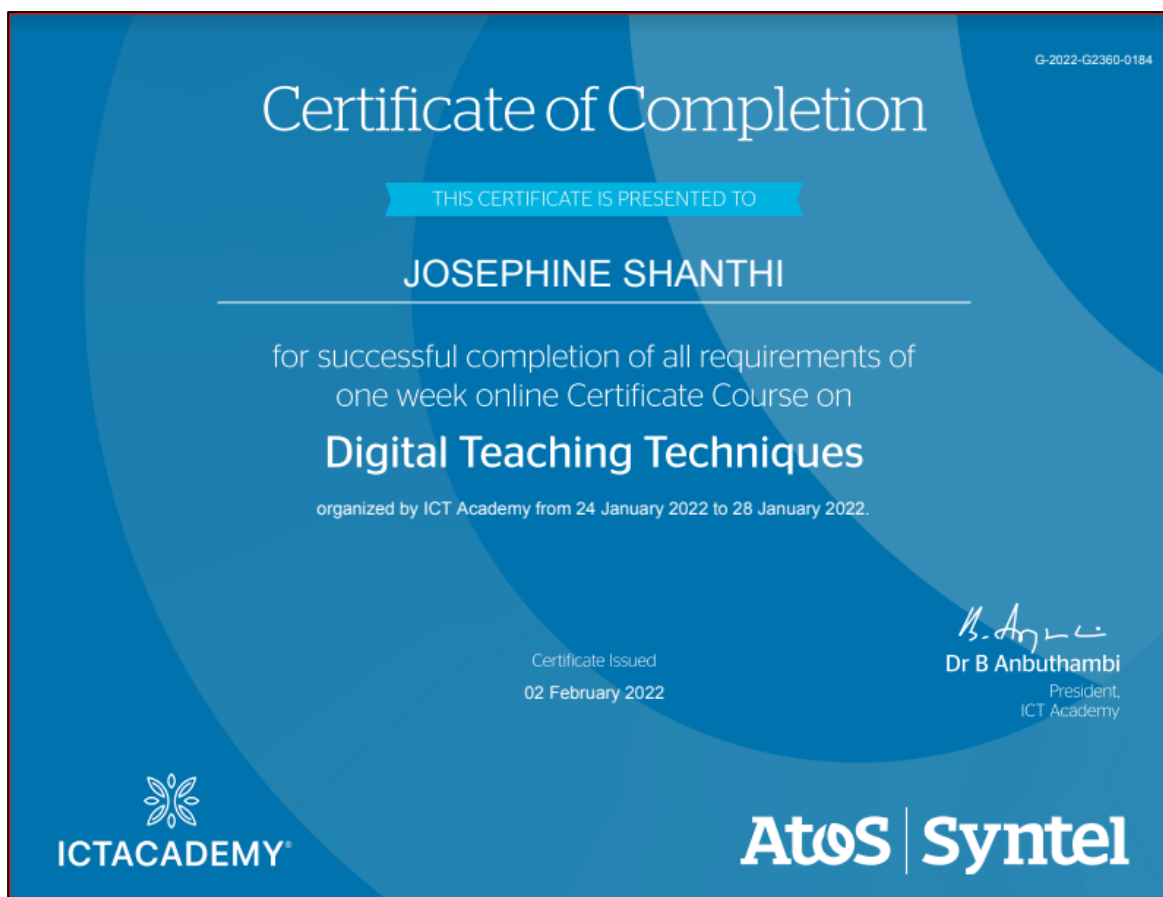 G-2022-G2360-0184
Certificate of Completion
THIS CERTIFICATE IS PRESENTED TO
JOSEPHINE SHANTHI
for successful completion of all requirements of
one week online Certificate Course on
Digital Teaching Techniques
organized by ICT Academy from 24 January 2022 to 28 January 2022.
Certificate Issued
02 February 2022
Dr B Anbuthambi
President,
ICT Academy
ICTACADEMY®
Atos | Syntel